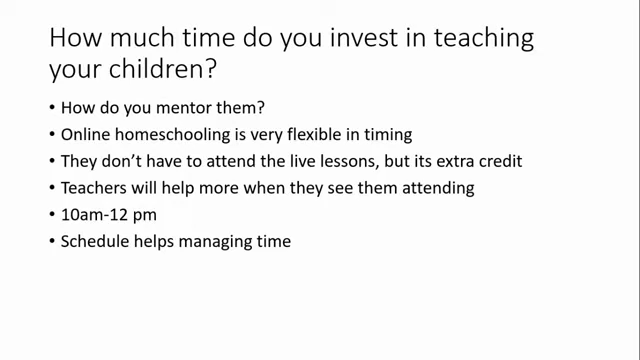 How much time do you invest in teaching
your children?
• How do you mentor them?
• Online homeschooling is very flexible in timing
• They don’t have to attend the live lessons, but its extra credit
• Teachers will help more when they see them attending
• 10am-12 pm
• Schedule helps managing time